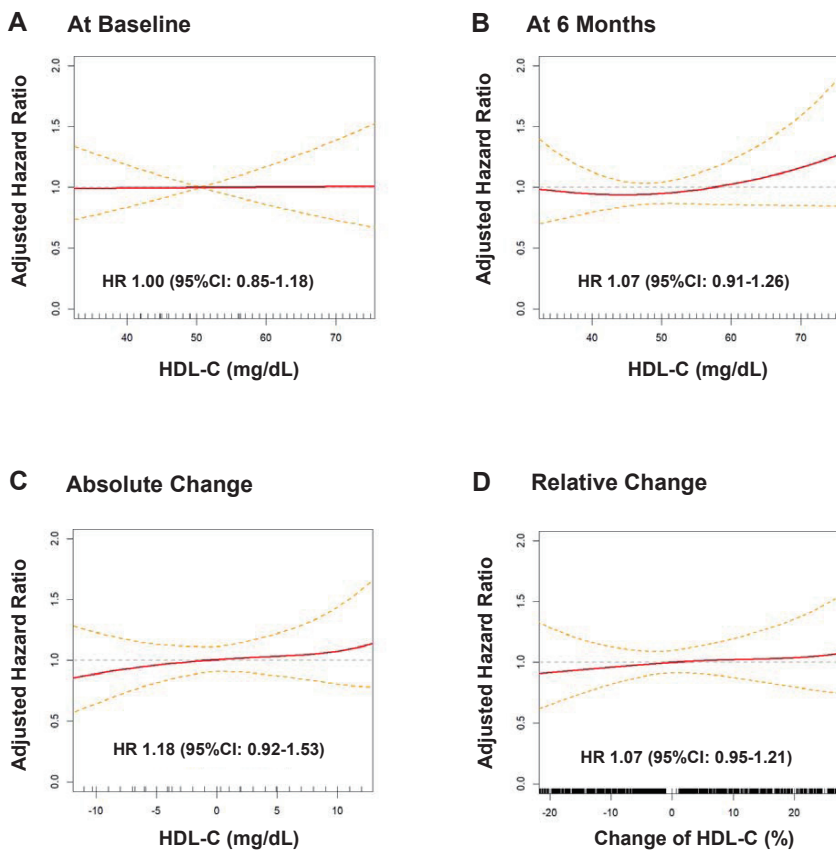 A At Baseline
Adjusted Hazard Ratio
2.0
1.5
1.0
0.5
0.0
HR 1.00 (95%CI: 0.85-1.18)
40 50 60 70
HDL-C (mg/dL)
B At 6 Months
Adjusted Hazard Ratio
2.0
1.5
1.0
0.5
0.0
HR 1.07 (95%CI: 0.91-1.26)
40 50 60 70
HDL-C (mg/dL)
C Absolute Change
Adjusted Hazard Ratio
2.0
1.5
1.0
0.5
0.0
HR 1.18 (95%CI: 0.92-1.53)
-10 -5 0 5 10
HDL-C (mg/dL)
D Relative Change
Adjusted Hazard Ratio
2.0
1.5
1.0
0.5
0.0
HR 1.07 (95%CI: 0.95-1.21)
-20 -10 0 10 20
Change of HDL-C (%)